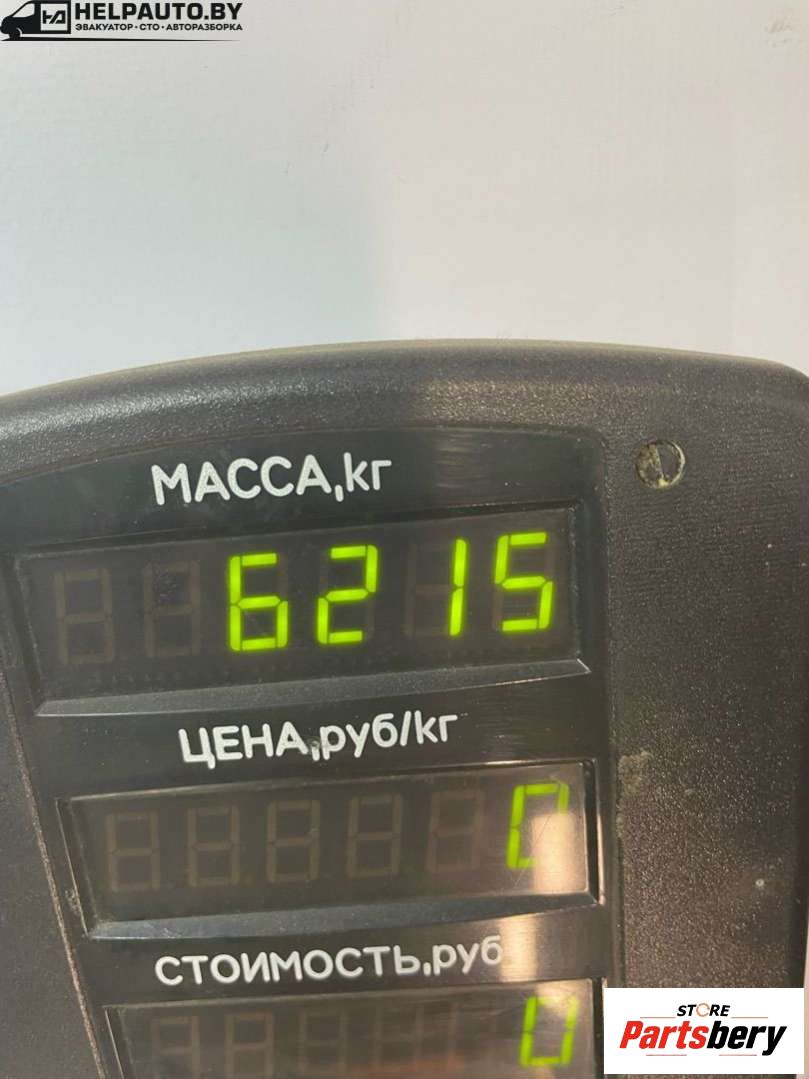 HELPAUTO.BY
ЭВАКУАТОР • СТО • АВТОРАЗБОРКА
МАССА,кг
6215
ЦЕНА,руб/кг
0
СТОИМОСТЬ,руб
0
STORE
Partsbery